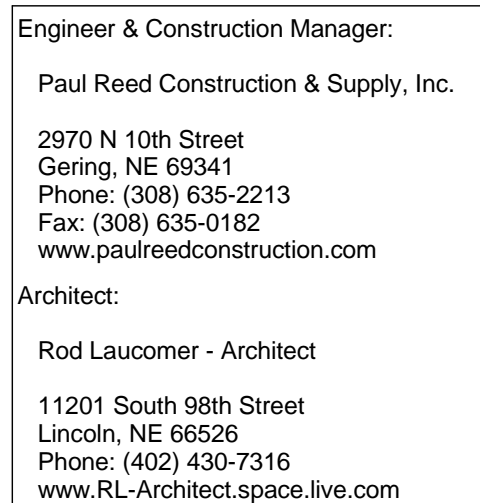 Engineer & Construction Manager:
Paul Reed Construction & Supply, Inc.
2970 N 10th Street
Gering, NE 69341
Phone: (308) 635-2213
Fax: (308) 635-0182
www.paulreedconstruction.com
Architect:
Rod Laucomer - Architect
11201 South 98th Street
Lincoln, NE 66526
Phone: (402) 430-7316
www.RL-Architect.space.live.com